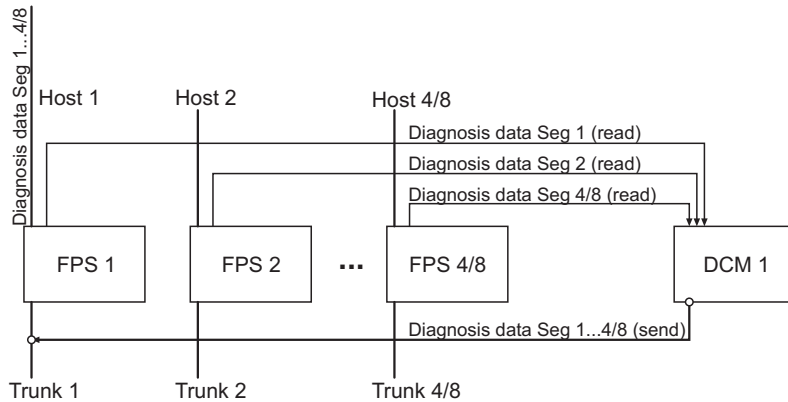 Diagnosis data Seg 1...4/8
Host 1
Host 2
Host 4/8
Diagnosis data Seg 1 (read)
Diagnosis data Seg 2 (read)
Diagnosis data Seg 4/8 (read)
FPS 1
FPS 2
...
FPS 4/8
DCM 1
Diagnosis data Seg 1...4/8 (send)
Trunk 1
Trunk 2
Trunk 4/8